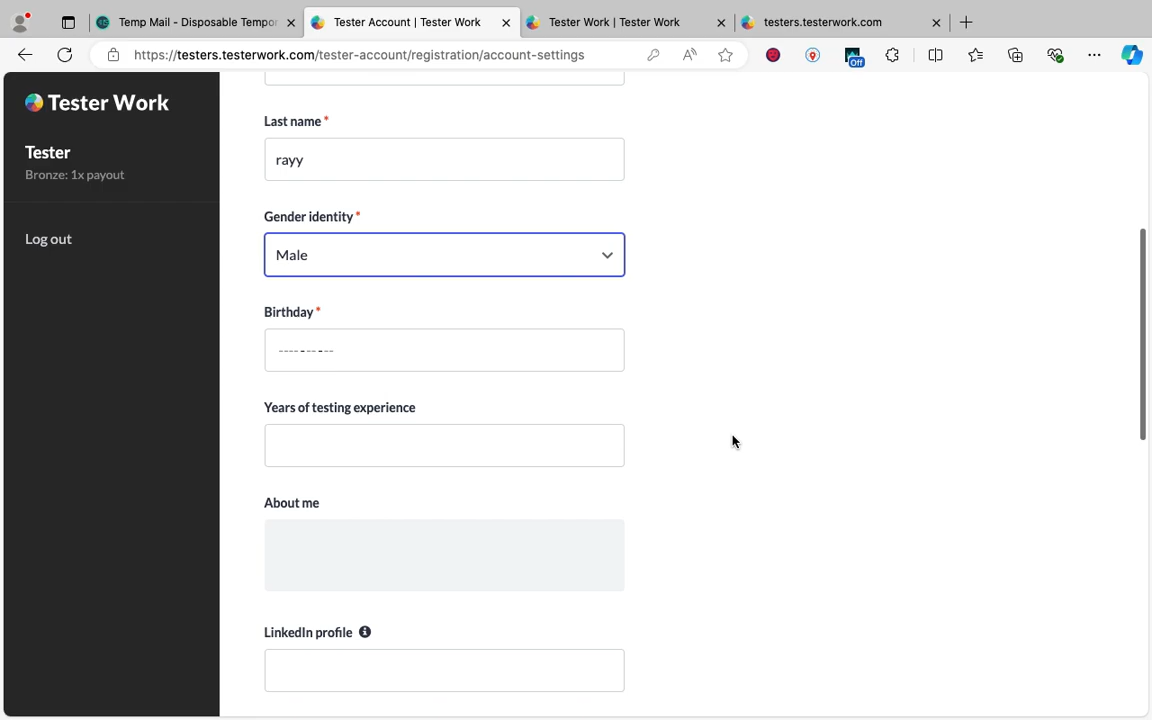 Temp Mail - Disposable Tempor
Tester Account | Tester Work
Tester Work | Tester Work
testers.testerwork.com
https://testers.testerwork.com/tester-account/registration/account-settings
Off
Tester Work
Tester
Bronze: 1x payout
Log out
Last name *
rayy
Gender identity *
Male
Birthday *
----.--.--
Years of testing experience
About me
LinkedIn profile